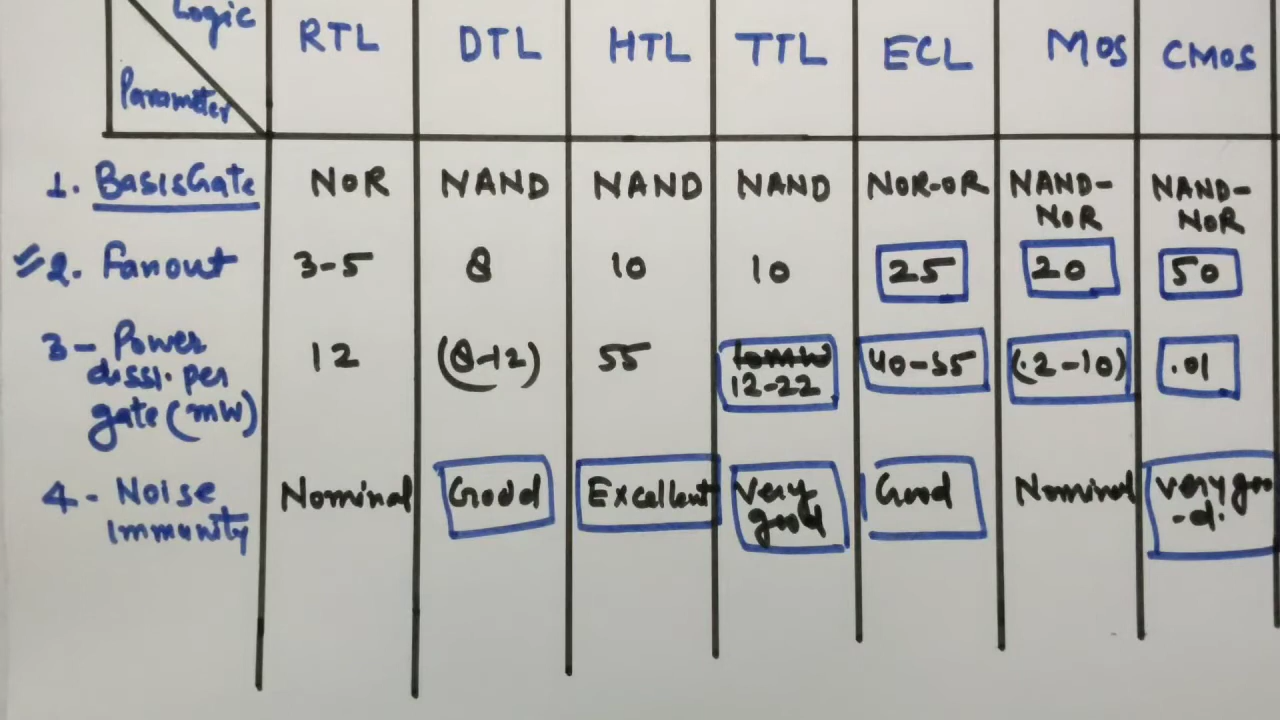 Logic
Parameter
RTL DTL HTL TTL ECL MOS CMOS
1. BasisGate NOR NAND NAND NAND NOR-OR NAND-NOR NAND-NOR
2. Fanout 3-5 8 10 10 25 20 50
3- Power
dissi. per
gate (mW) 12 (8-12) 55 12-22 40-55 (.2-10) .01
4- Noise
immunity Nominal Good Excellent Very good Good Nominal very goo-d.